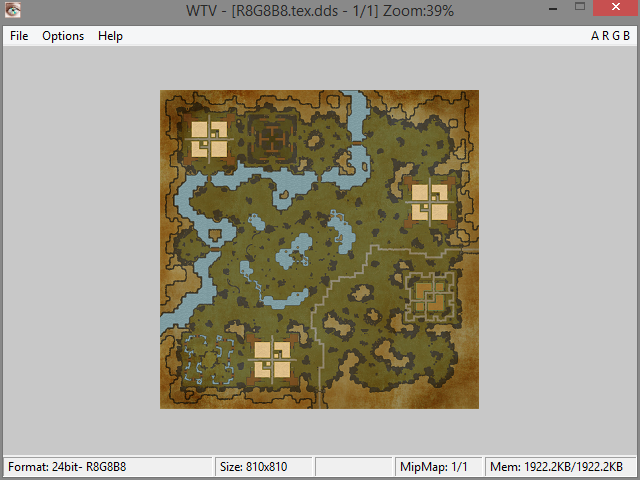 WTV - [R8G8B8.tex.dds - 1/1] Zoom:39%
File Options Help A R G B
Format: 24bit- R8G8B8 Size: 810x810 MipMap: 1/1 Mem: 1922.2KB/1922.2KB